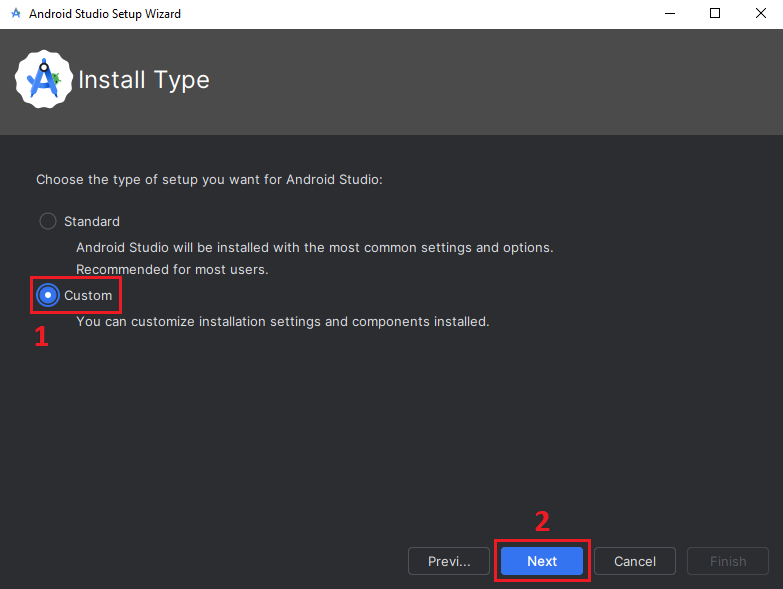 Android Studio Setup Wizard
Install Type
Choose the type of setup you want for Android Studio:
Standard
Android Studio will be installed with the most common settings and options.
Recommended for most users.
Custom
You can customize installation settings and components installed.
1
2
Previ...
Next
Cancel
Finish